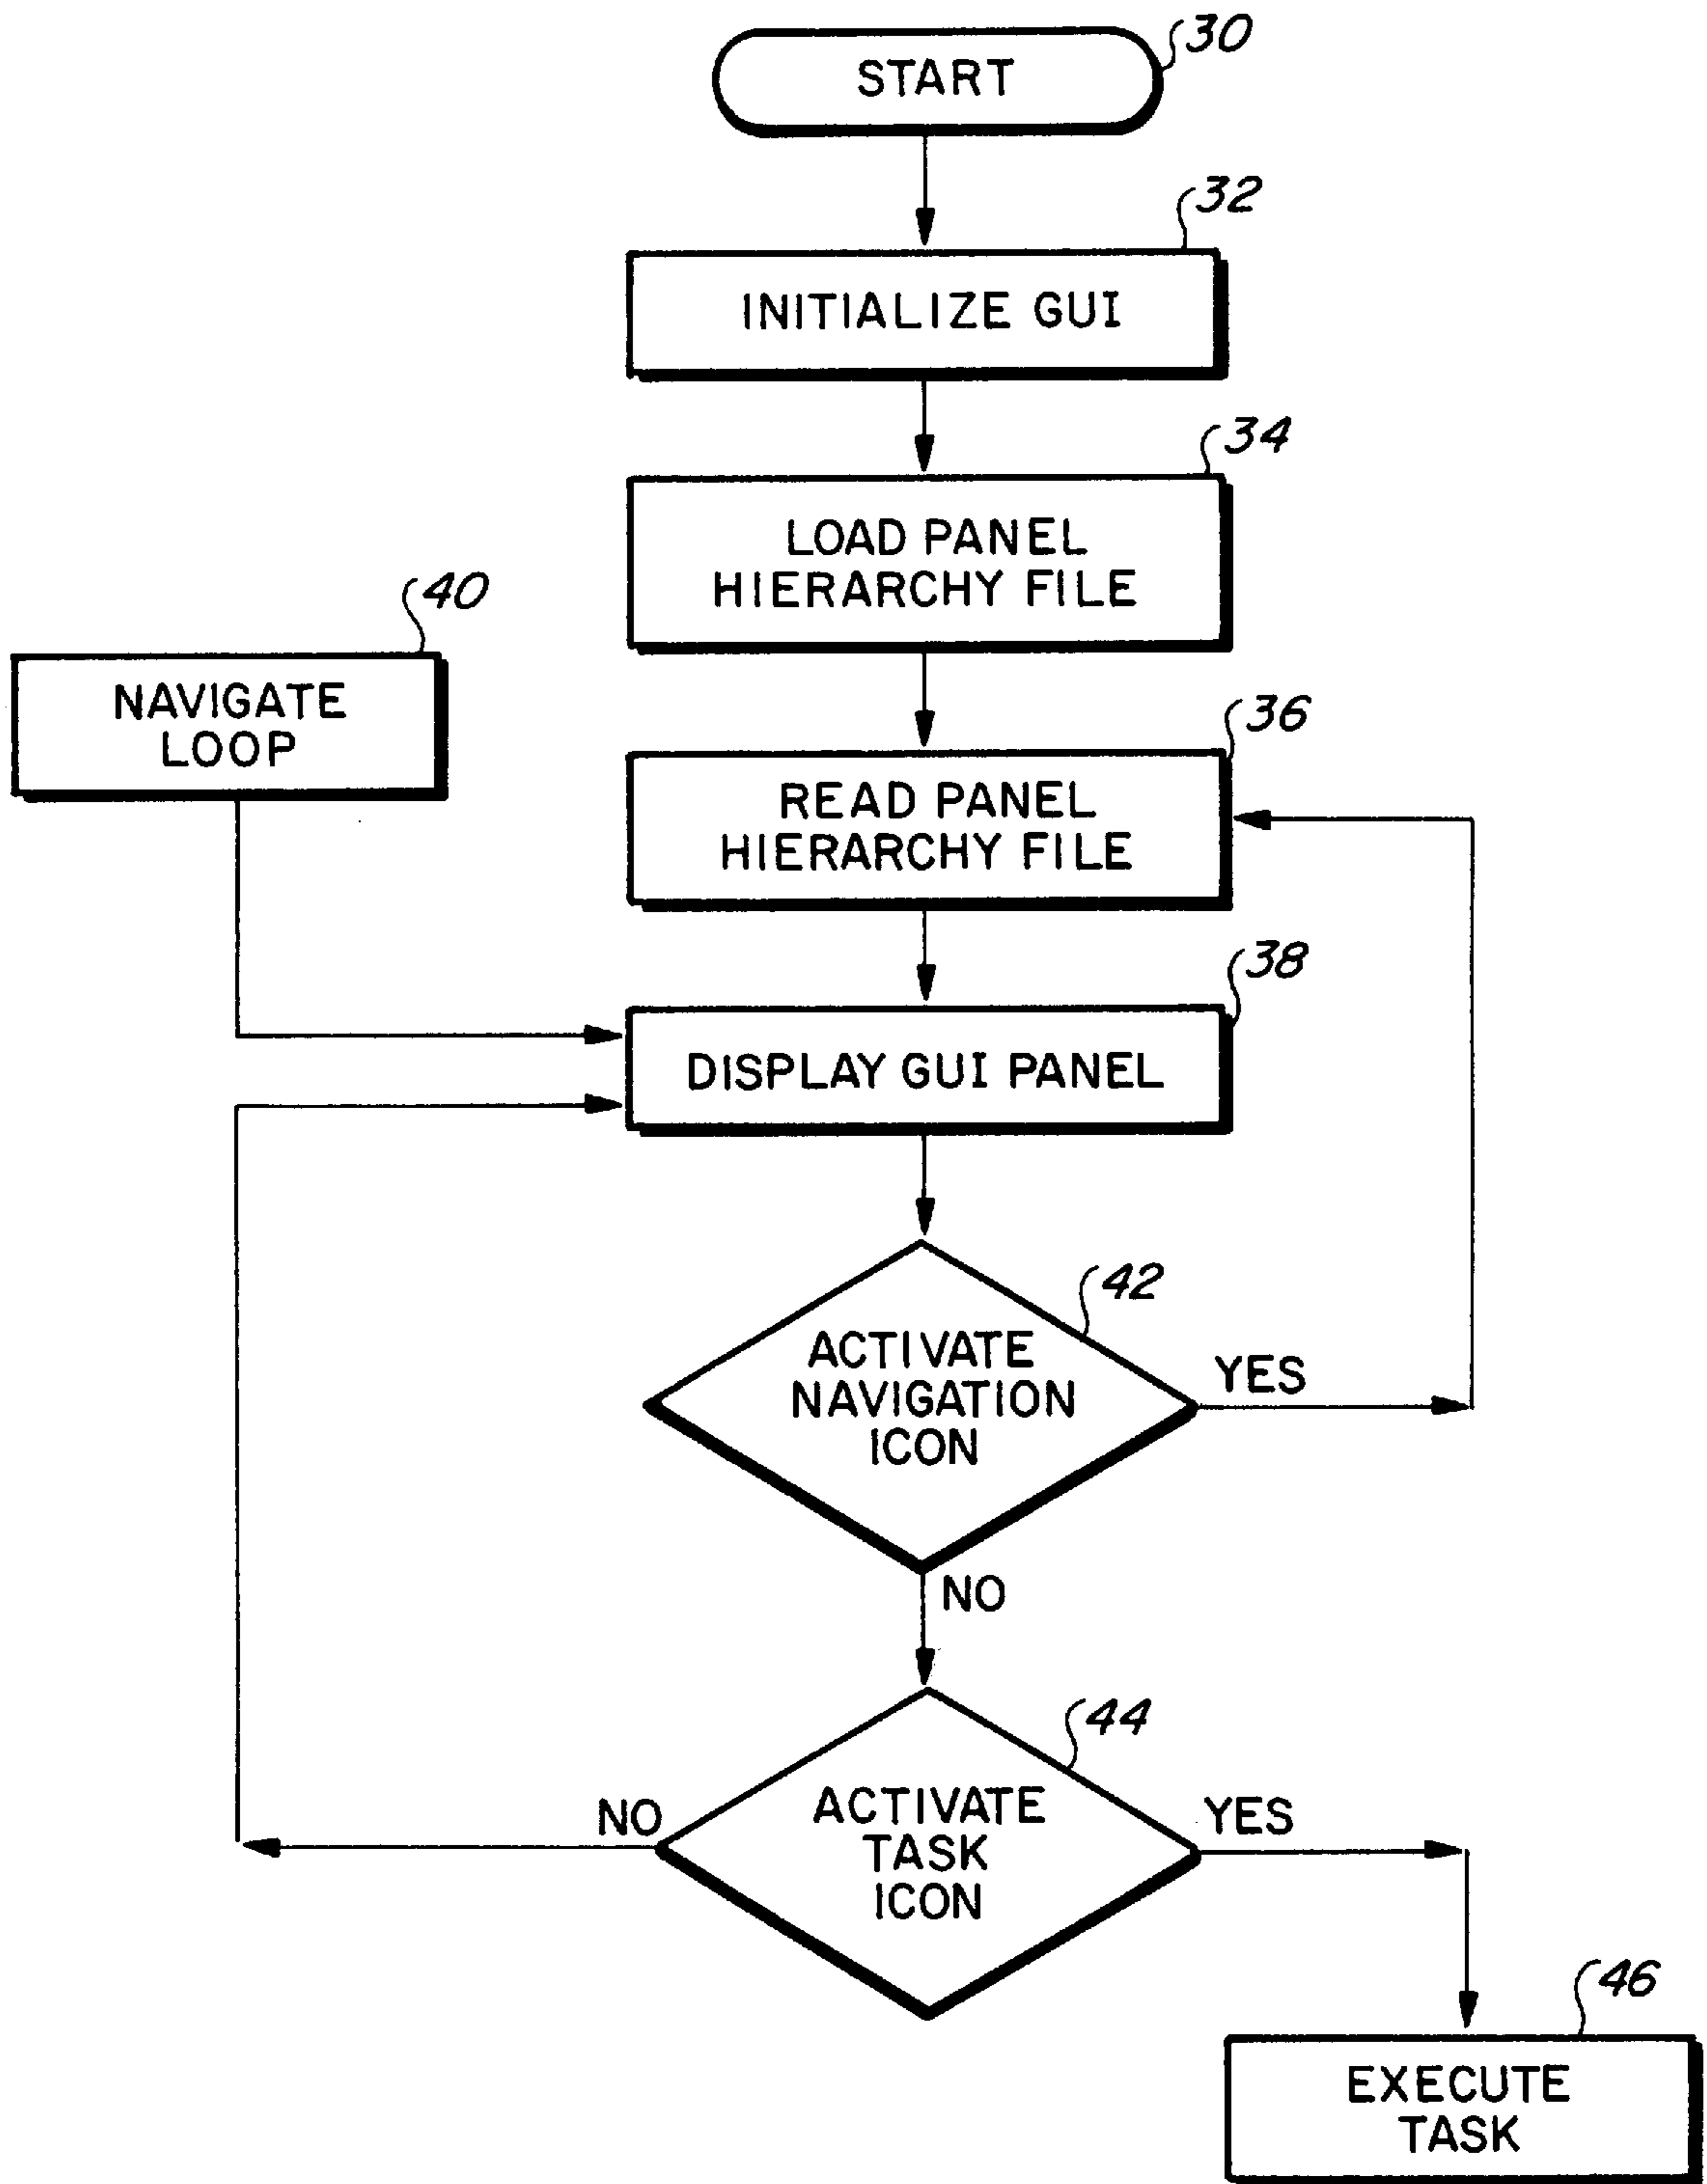 30
START
32
INITIALIZE GUI
34
LOAD PANEL
HIERARCHY FILE
40
NAVIGATE
LOOP
36
READ PANEL
HIERARCHY FILE
38
DISPLAY GUI PANEL
42
ACTIVATE
NAVIGATION
ICON
YES
NO
44
ACTIVATE
TASK
ICON
NO
YES
46
EXECUTE
TASK